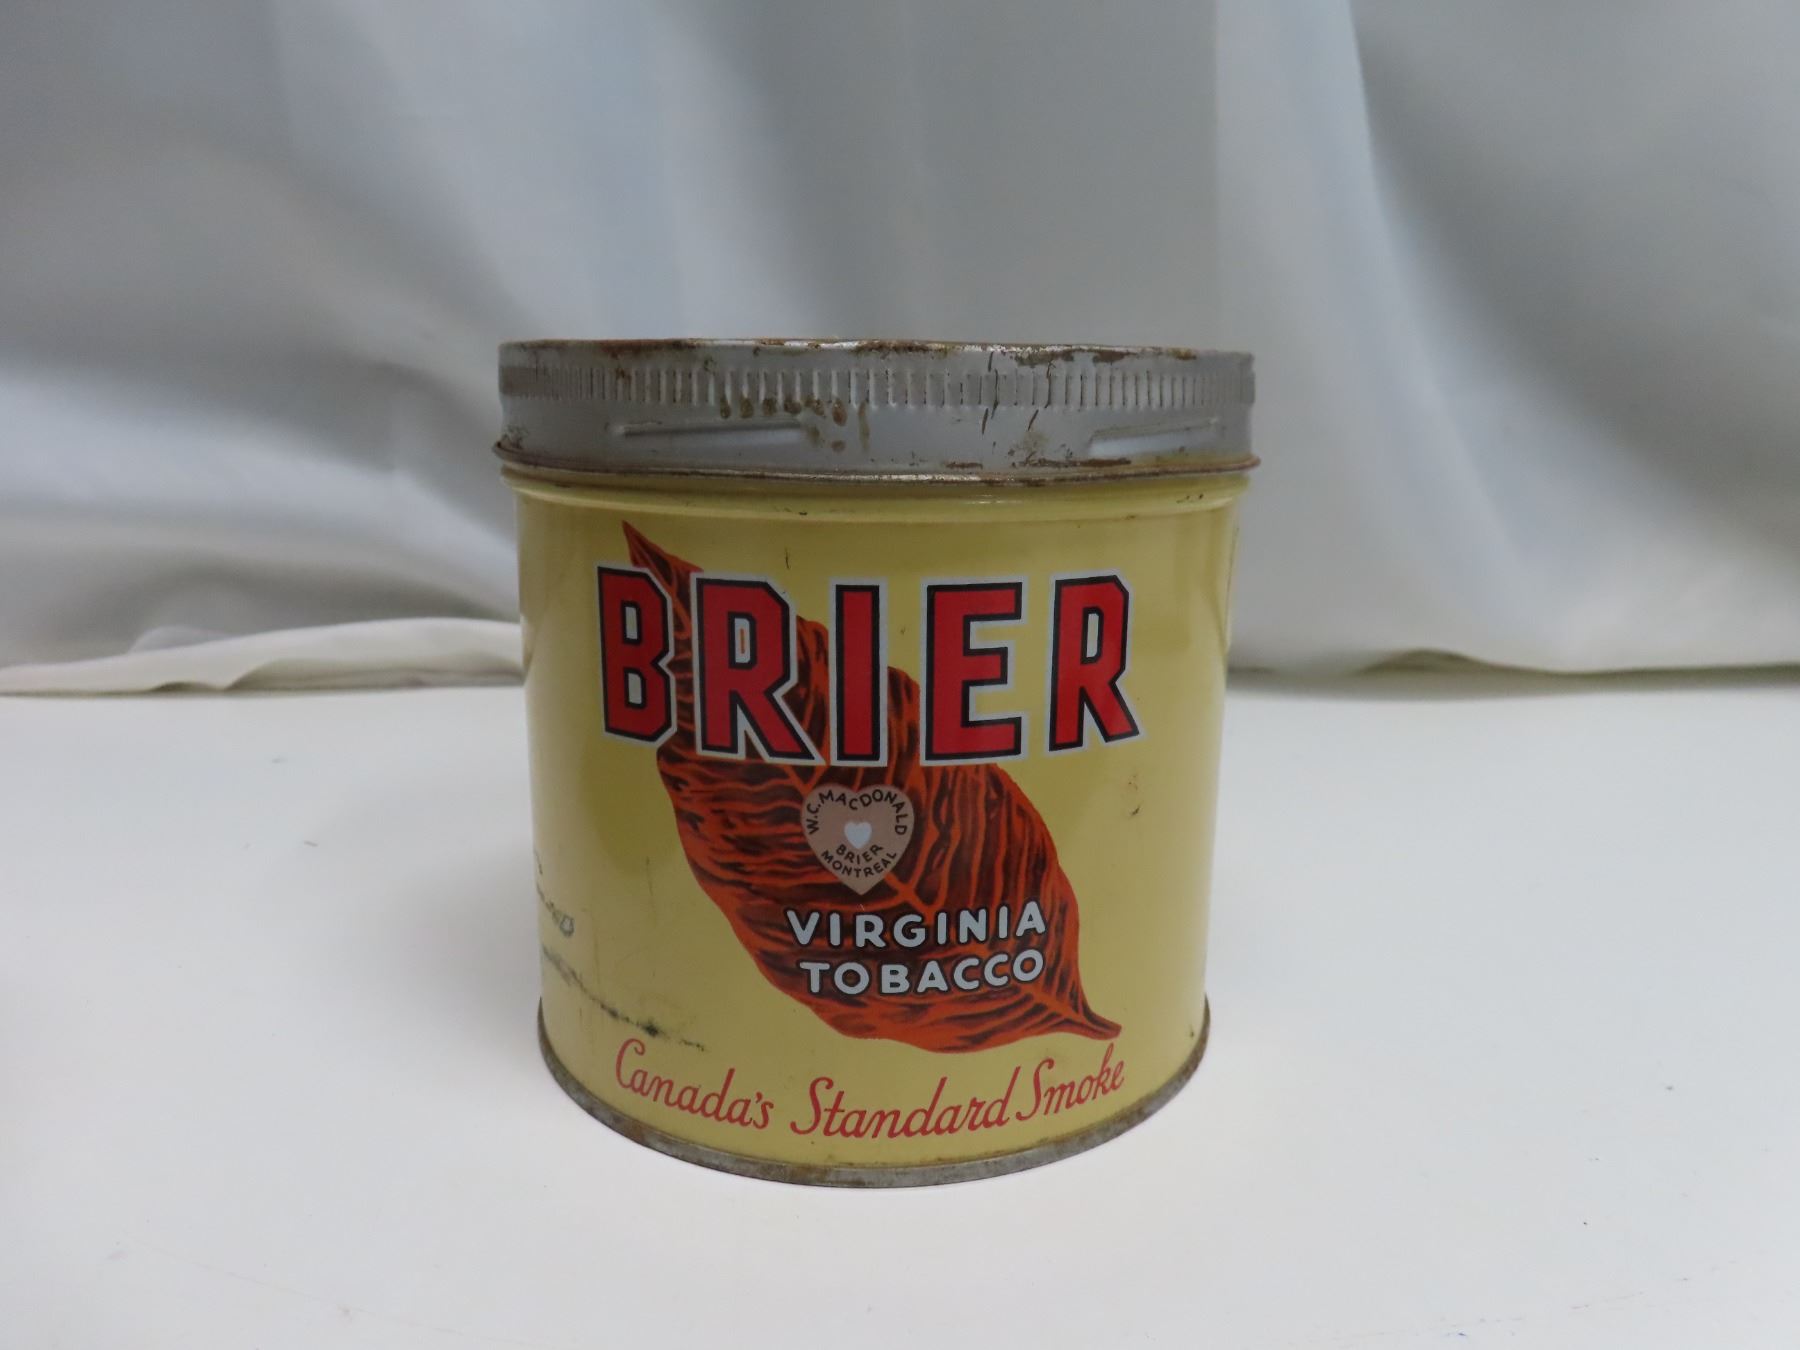 BRIER
W.C. MACDONALD
BRIER
MONTREAL
VIRGINIA
TOBACCO
Canada's Standard Smoke